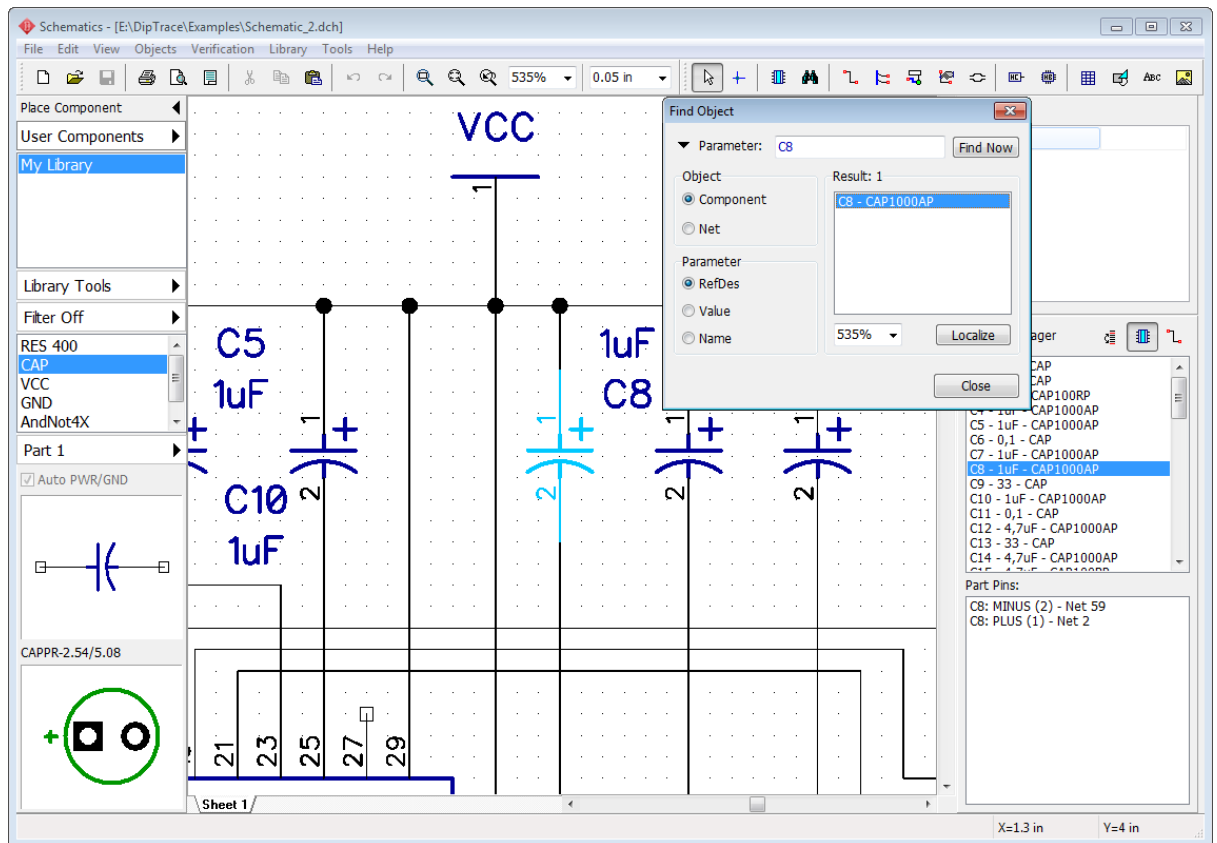 Schematics - [E:\DipTrace\Examples\Schematic_2.dch]
File Edit View Objects Verification Library Tools Help
535% 0.05 in ABC
Place Component
User Components
My Library
Library Tools
Filter Off
RES 400
CAP
VCC
GND
AndNot4X
Part 1
Auto PWR/GND
CAPPR-2.54/5.08
+
VCC
1
C5
1uF
+
1
+
2
C10
1uF
1uF
C8
1
+
2
1
+
2
1
+
2
21
23
25
27
29
Sheet 1
Find Object
Parameter: C8 Find Now
Object
Component
Net
Parameter
RefDes
Value
Name
Result: 1
C8 - CAP1000AP
535% Localize
Close
ager
CAP
CAP
CAP100RP
C4 - 1uF - CAP1000AP
C5 - 1uF - CAP1000AP
C6 - 0,1 - CAP
C7 - 1uF - CAP1000AP
C8 - 1uF - CAP1000AP
C9 - 33 - CAP
C10 - 1uF - CAP1000AP
C11 - 0,1 - CAP
C12 - 4,7uF - CAP1000AP
C13 - 33 - CAP
C14 - 4,7uF - CAP1000AP
Part Pins:
C8: MINUS (2) - Net 59
C8: PLUS (1) - Net 2
X=1.3 in Y=4 in